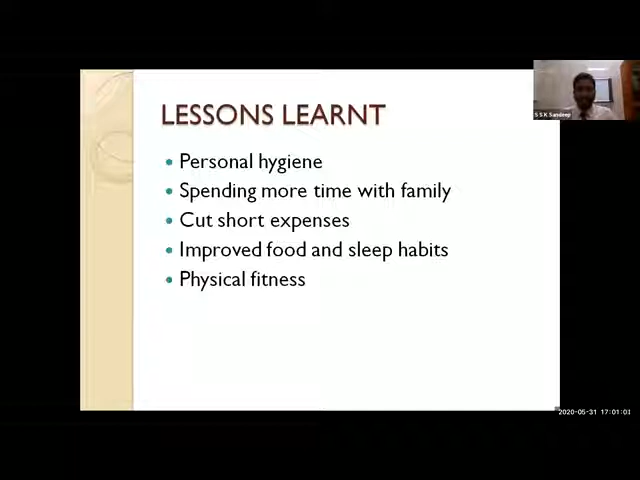 LESSONS LEARNT
S S K Sandeep
Personal hygiene
Spending more time with family
Cut short expenses
Improved food and sleep habits
Physical fitness
2020-05-31 17:01:01